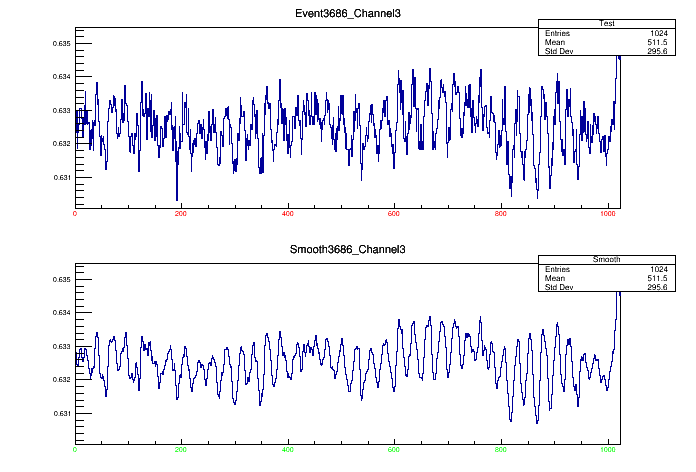 Event3686_Channel3
Test
Entries 1024
Mean 511.5
Std Dev 295.6
0.635
0.634
0.633
0.632
0.631
0 200 400 600 800 1000
Smooth3686_Channel3
Smooth
Entries 1024
Mean 511.5
Std Dev 295.6
0.635
0.634
0.633
0.632
0.631
0 200 400 600 800 1000